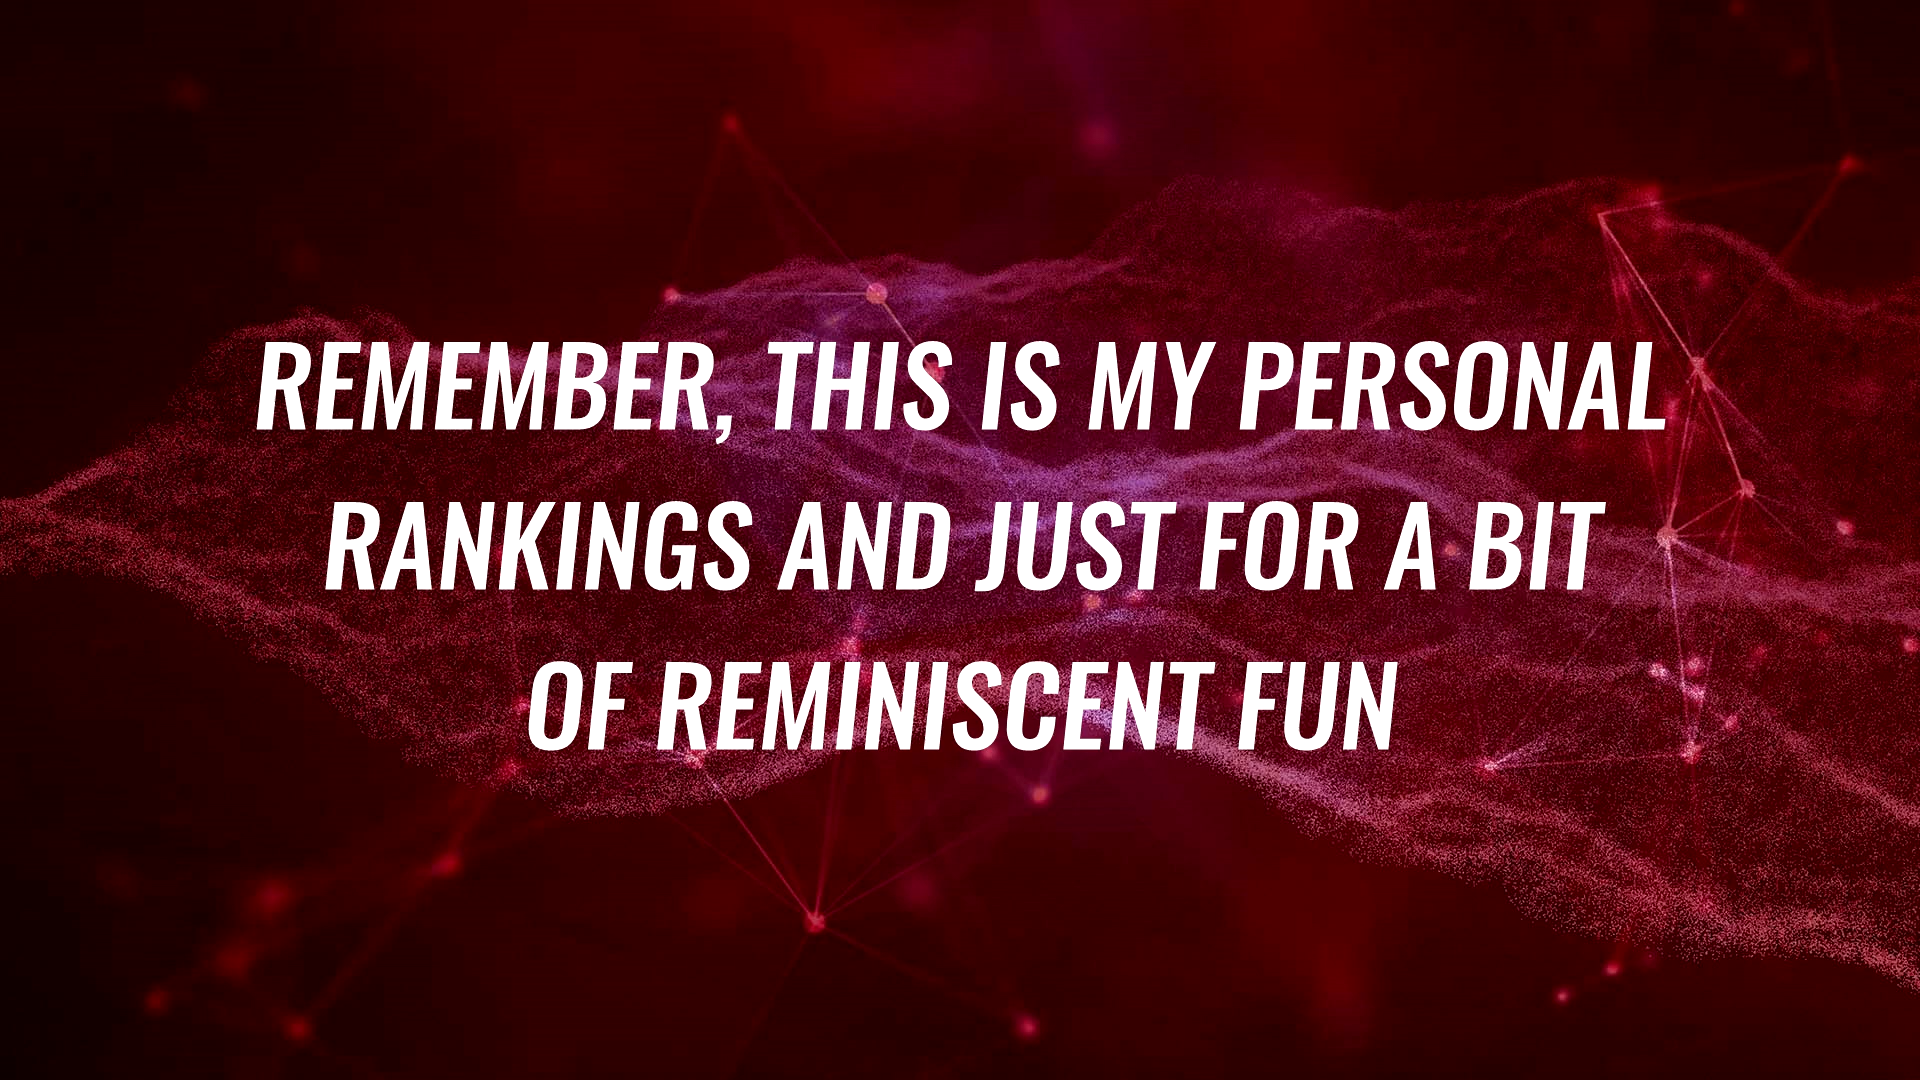 REMEMBER, THIS IS MY PERSONAL
RANKINGS AND JUST FOR A BIT
OF REMINISCENT FUN